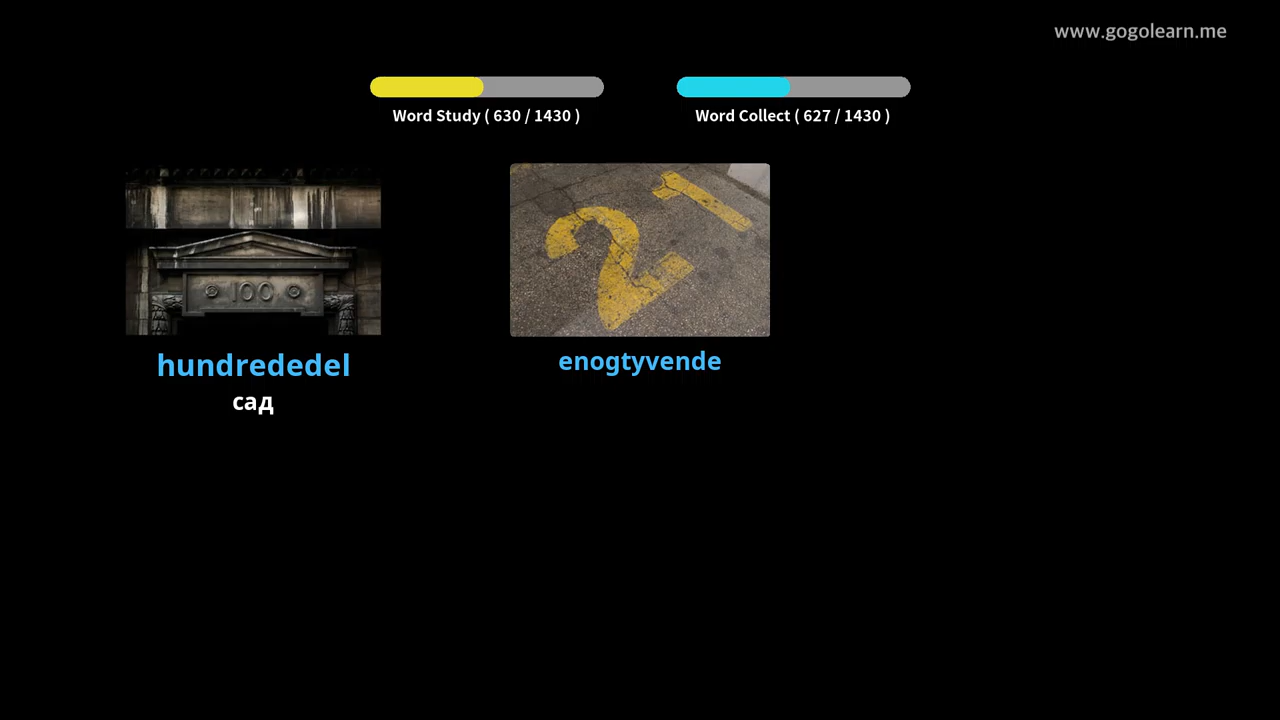 www.gogolearn.me
Word Study ( 630 / 1430 )
Word Collect ( 627 / 1430 )
100
21
hundrededel
сад
enogtyvende